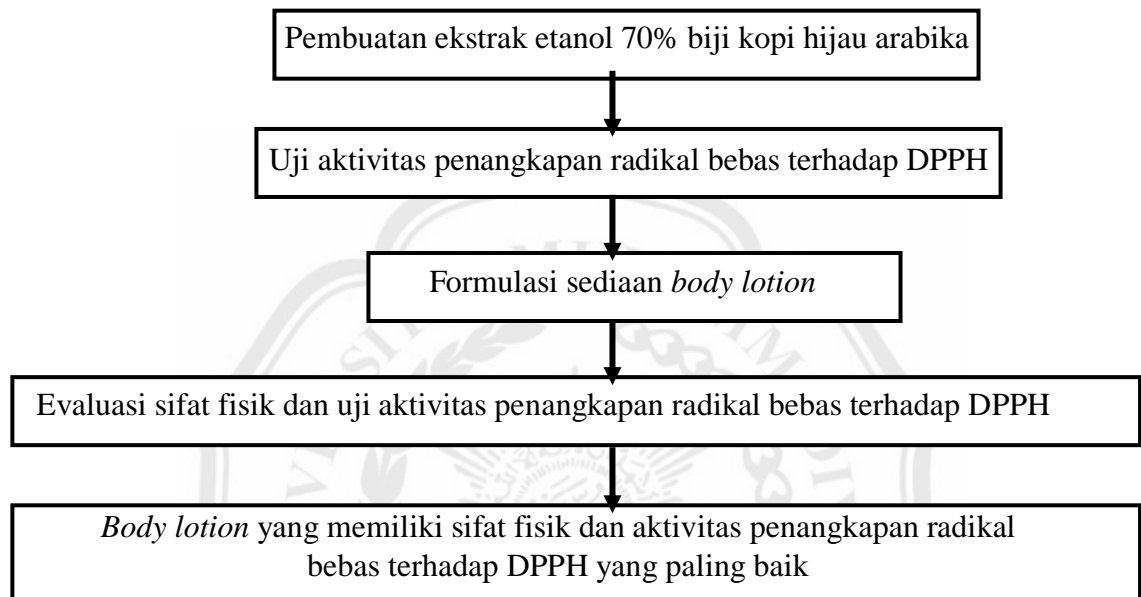 Pembuatan ekstrak etanol 70% biji kopi hijau arabika
Uji aktivitas penangkapan radikal bebas terhadap DPPH
Formulasi sediaan body lotion
Evaluasi sifat fisik dan uji aktivitas penangkapan radikal bebas terhadap DPPH
Body lotion yang memiliki sifat fisik dan aktivitas penangkapan radikal
bebas terhadap DPPH yang paling baik